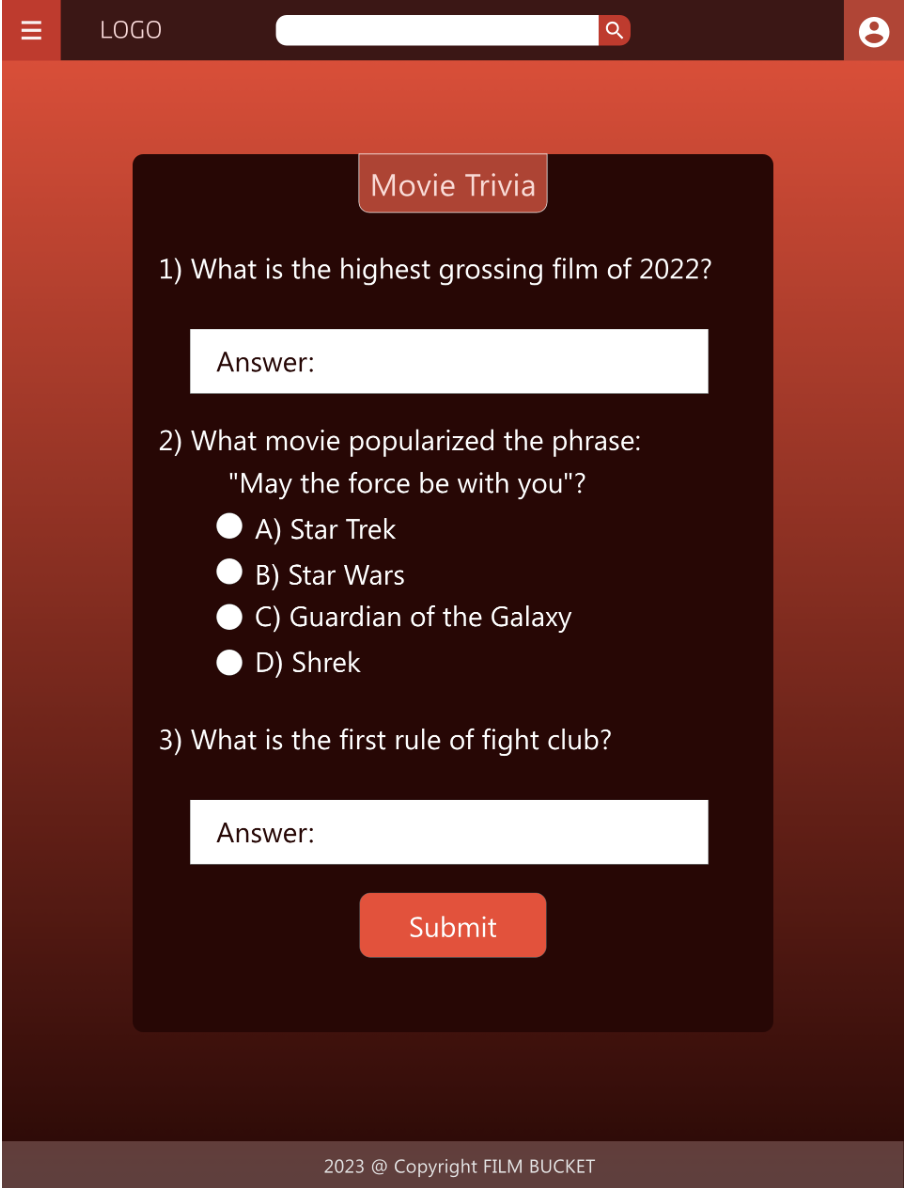 LOGO
Movie Trivia
1) What is the highest grossing film of 2022?
Answer:
2) What movie popularized the phrase:
"May the force be with you"?
A) Star Trek
B) Star Wars
C) Guardian of the Galaxy
D) Shrek
3) What is the first rule of fight club?
Answer:
Submit
2023 @ Copyright FILM BUCKET